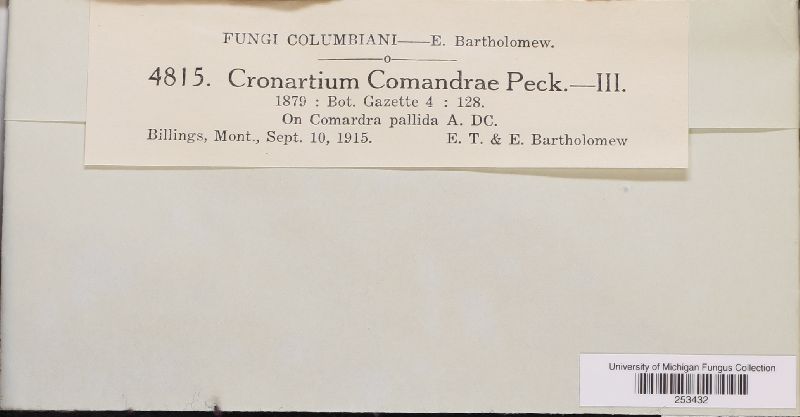 FUNGI COLUMBIANI—E. Bartholomew.
4815. Cronartium Comandrae Peck.—III.
1879 : Bot. Gazette 4 : 128.
On Comardra pallida A. DC.
Billings, Mont., Sept. 10, 1915. E. T. & E. Bartholomew
University of Michigan Fungus Collection
253432